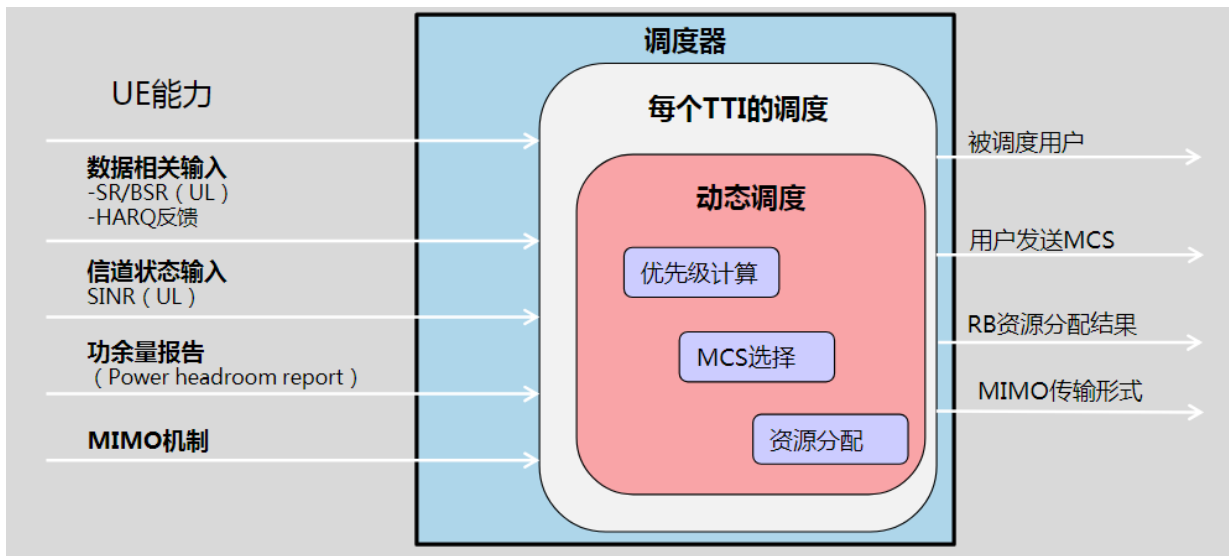 调度器
UE能力
每个TTI的调度
数据相关输入
-SR/BSR（UL）
-HARQ反馈
信道状态输入
SINR（UL）
功余量报告
（Power headroom report）
MIMO机制
动态调度
优先级计算
MCS选择
资源分配
被调度用户
用户发送MCS
RB资源分配结果
MIMO传输形式